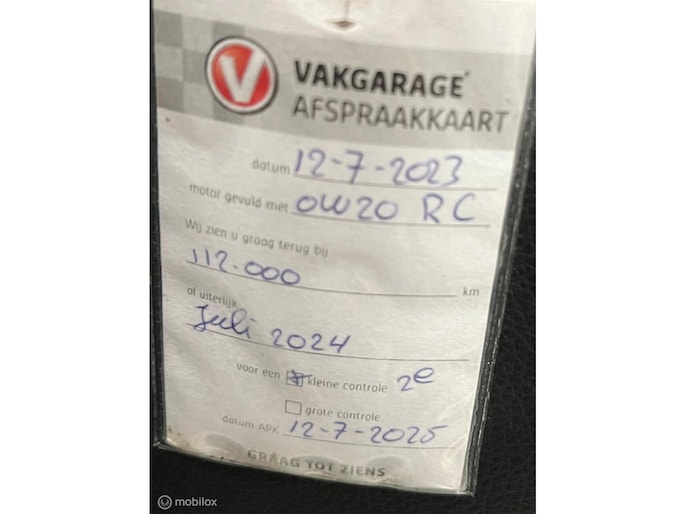 V VAKGARAGE
AFSPRAAKKAART
datum 12-7-2023
motor gevuld met 0W20 RC
Wij zien u graag terug bij
112.000 km
of uiterlijk
Juli 2024
voor een kleine controle 2e
grote controle
datum APK 12-7-2025
GRAAG TOT ZIENS
mobilox